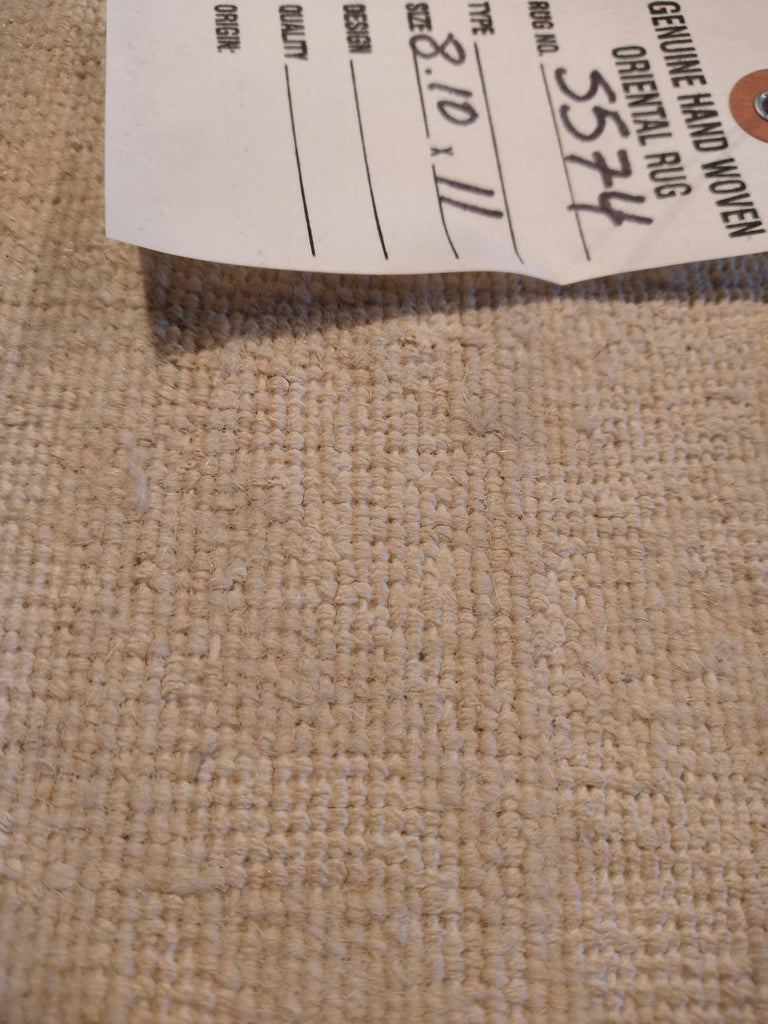 GENUINE HAND WOVEN
ORIENTAL RUG
RUG NO. 5574
TYPE
SIZE 8.10 x 11
DESIGN
QUALITY
ORIGIN: